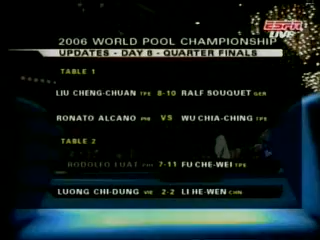 ESPN
LIVE
2006 WORLD POOL CHAMPIONSHIP
UPDATES - DAY 8 - QUARTER FINALS
TABLE 1
LIU CHENG-CHUAN TPE 8-10 RALF SOUQUET GER
RONATO ALCANO PHI VS WU CHIA-CHING TPE
TABLE 2
RODOLFO LUAT PHI 7-11 FU CHE-WEI TPE
LUONG CHI-DUNG VIE 2-2 LI HE-WEN CHN